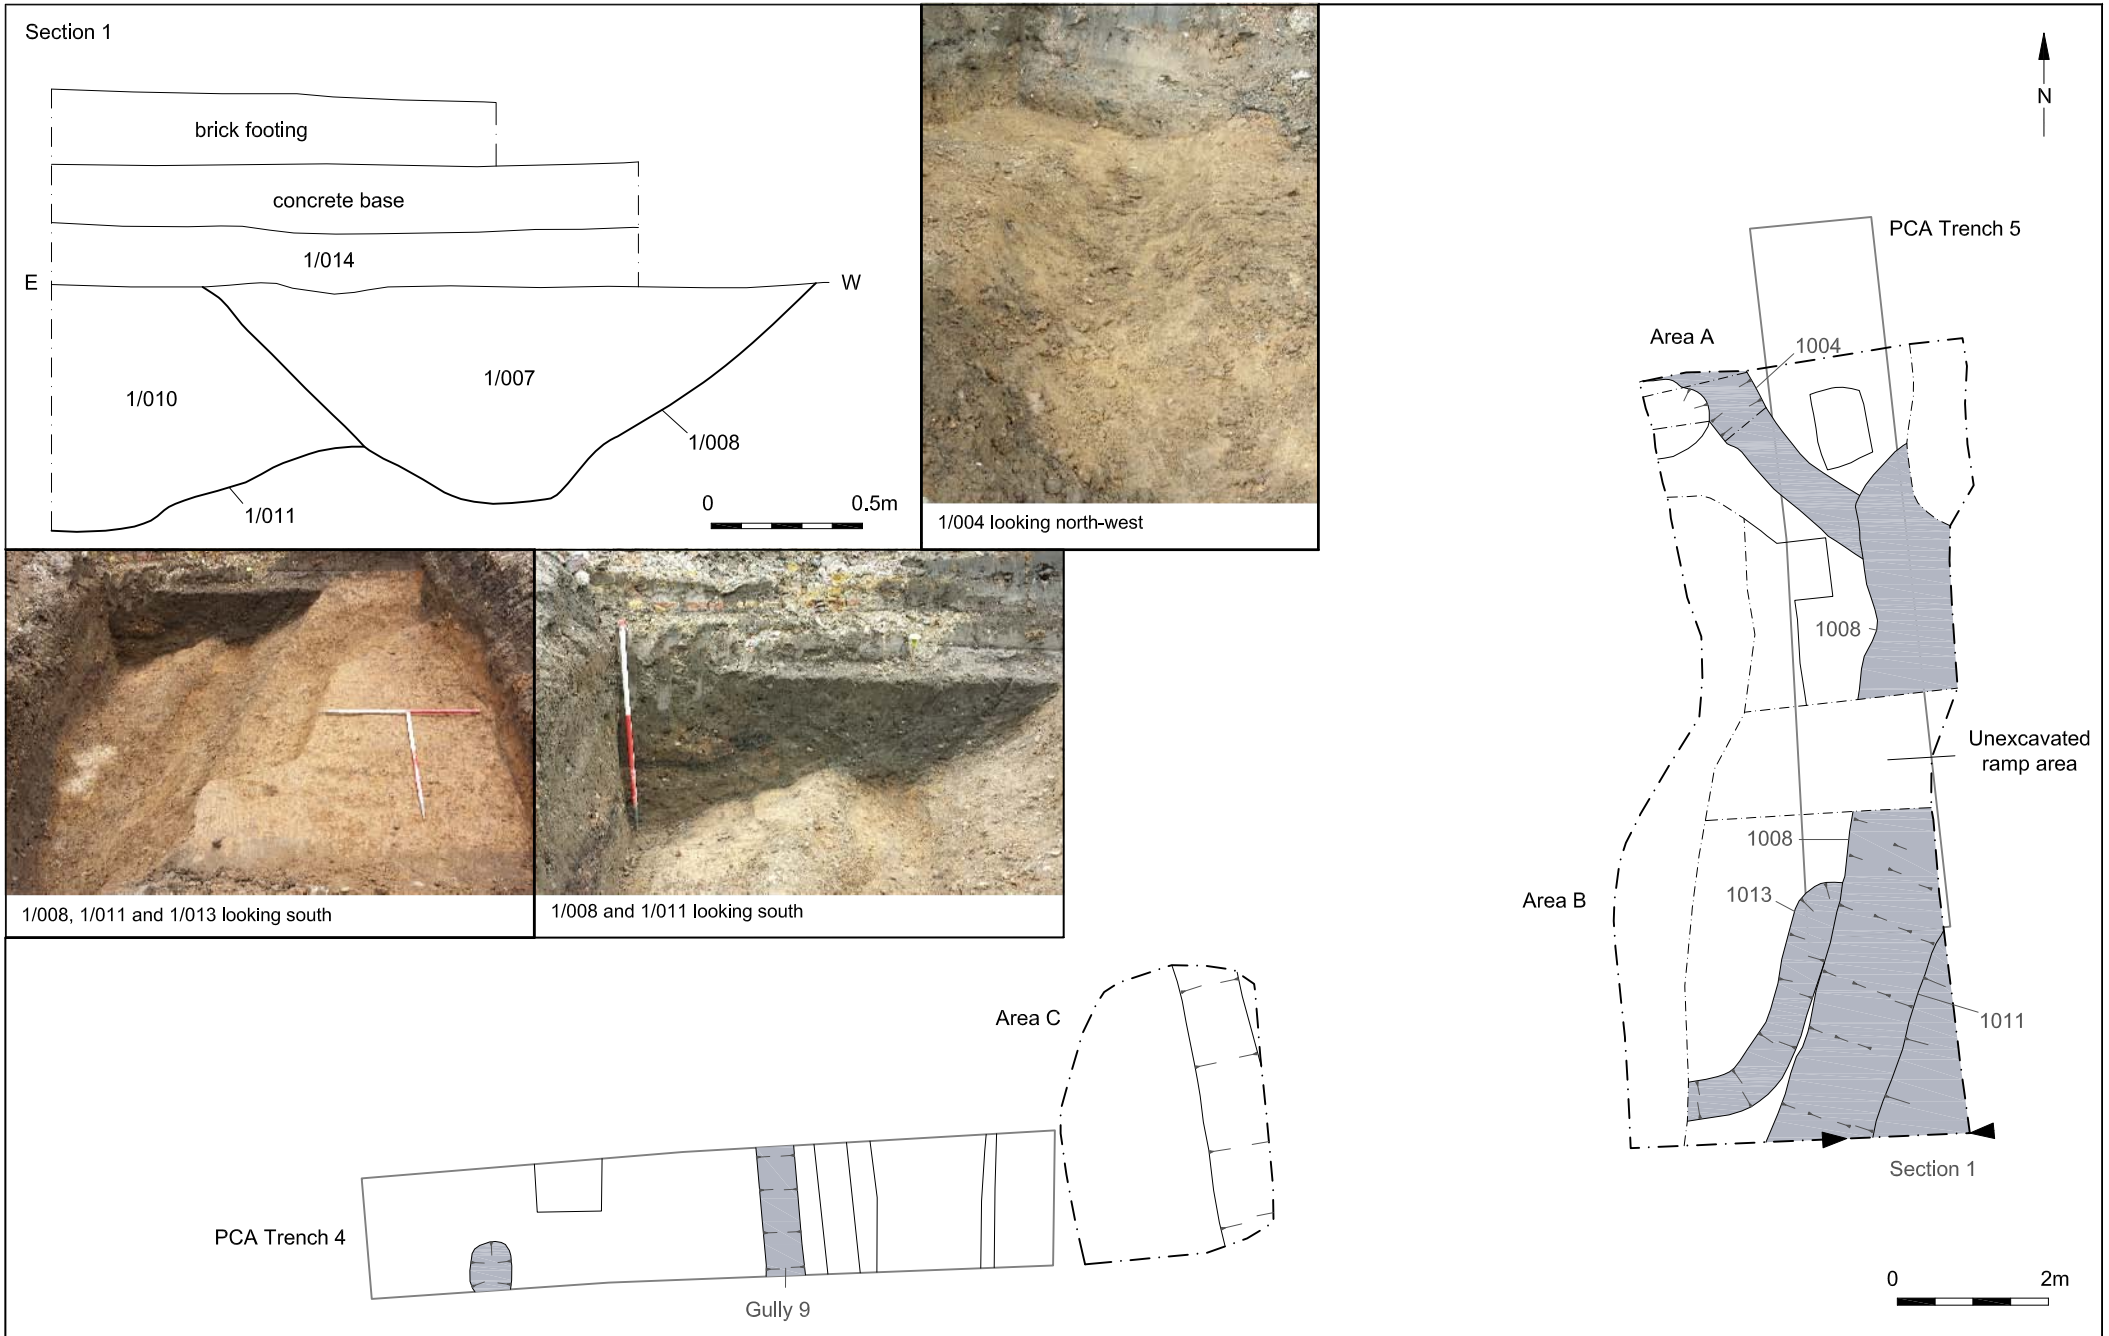 Section 1
brick footing
concrete base
1/014
E
W
1/007
1/010
1/008
1/011
0
0.5m
1/004 looking north-west
1/008, 1/011 and 1/013 looking south
1/008 and 1/011 looking south
N
PCA Trench 5
Area A
1004
1008
Unexcavated
ramp area
1008
1013
Area B
1011
Section 1
Area C
PCA Trench 4
Gully 9
0
2m